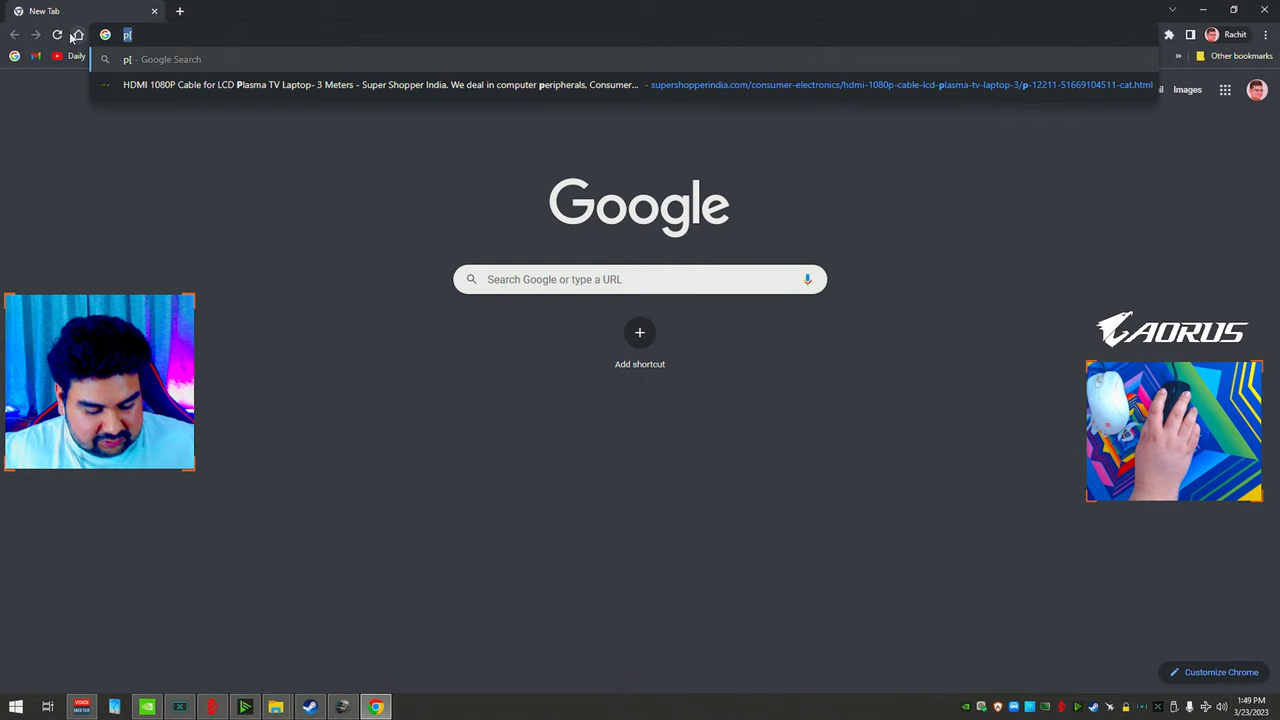 New Tab
p[
Rachit
Daily
Other bookmarks
p[ - Google Search
HDMI 1080P Cable for LCD Plasma TV Laptop- 3 Meters - Super Shopper India. We deal in computer peripherals, Consumer... - supershopperindia.com/consumer-electronics/hdmi-1080p-cable-lcd-plasma-tv-laptop-3/p-12211-51669104511-cat.html
il Images
Google
Search Google or type a URL
Add shortcut
AORUS
Customize Chrome
VOICE
MEETER
1:49 PM
3/23/2023